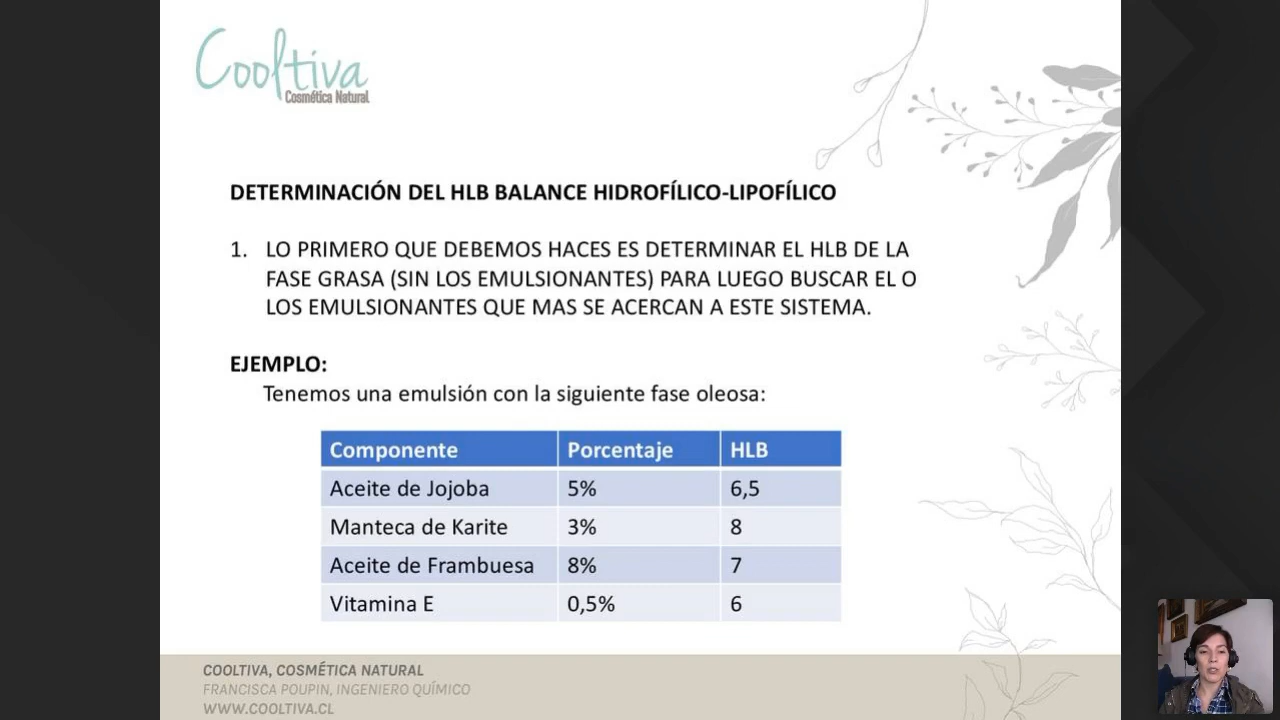 Cooltiva
Cosmética Natural
DETERMINACIÓN DEL HLB BALANCE HIDROFÍLICO-LIPOFÍLICO
1. LO PRIMERO QUE DEBEMOS HACES ES DETERMINAR EL HLB DE LA
FASE GRASA (SIN LOS EMULSIONANTES) PARA LUEGO BUSCAR EL O
LOS EMULSIONANTES QUE MAS SE ACERCAN A ESTE SISTEMA.
EJEMPLO:
Tenemos una emulsión con la siguiente fase oleosa:
Componente Porcentaje HLB
Aceite de Jojoba 5% 6,5
Manteca de Karite 3% 8
Aceite de Frambuesa 8% 7
Vitamina E 0,5% 6
COOLTIVA, COSMÉTICA NATURAL
FRANCISCA POUPIN, INGENIERO QUÍMICO
WWW.COOLTIVA.CL